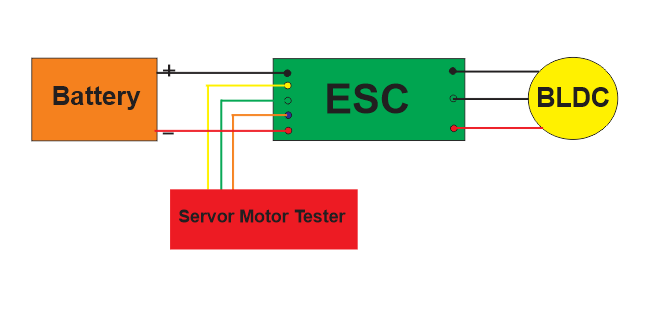 Battery
+
−
ESC
BLDC
Servor Motor Tester